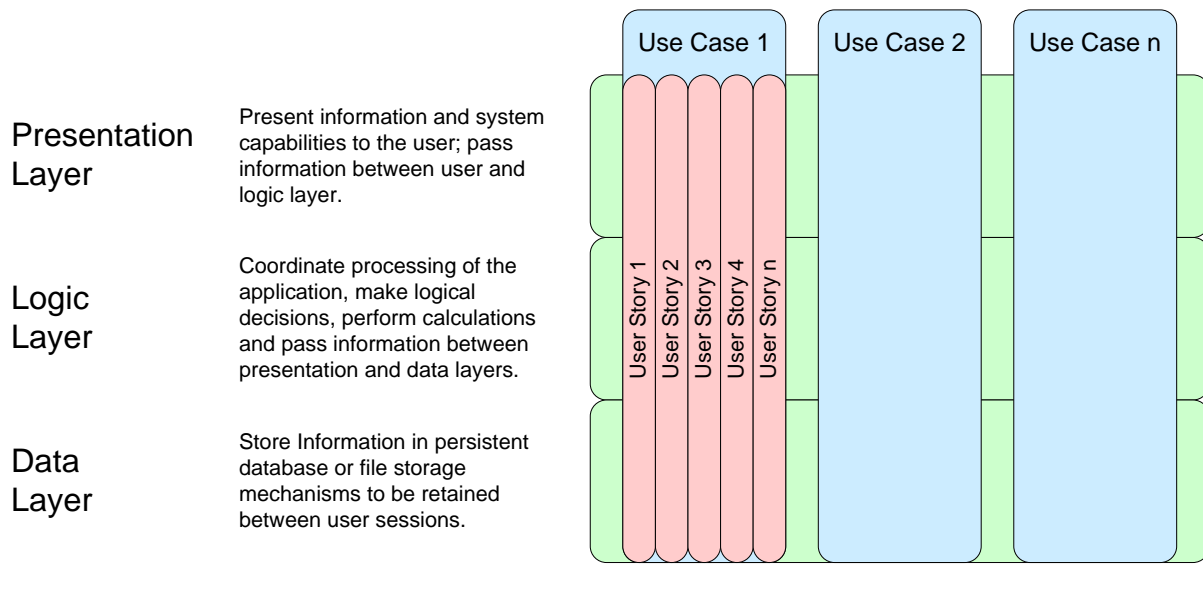 Use Case 1
Use Case 2
Use Case n
Presentation
Layer
Present information and system
capabilities to the user; pass
information between user and
logic layer.
Logic
Layer
Coordinate processing of the
application, make logical
decisions, perform calculations
and pass information between
presentation and data layers.
User Story 1
User Story 2
User Story 3
User Story 4
User Story n
Data
Layer
Store Information in persistent
database or file storage
mechanisms to be retained
between user sessions.